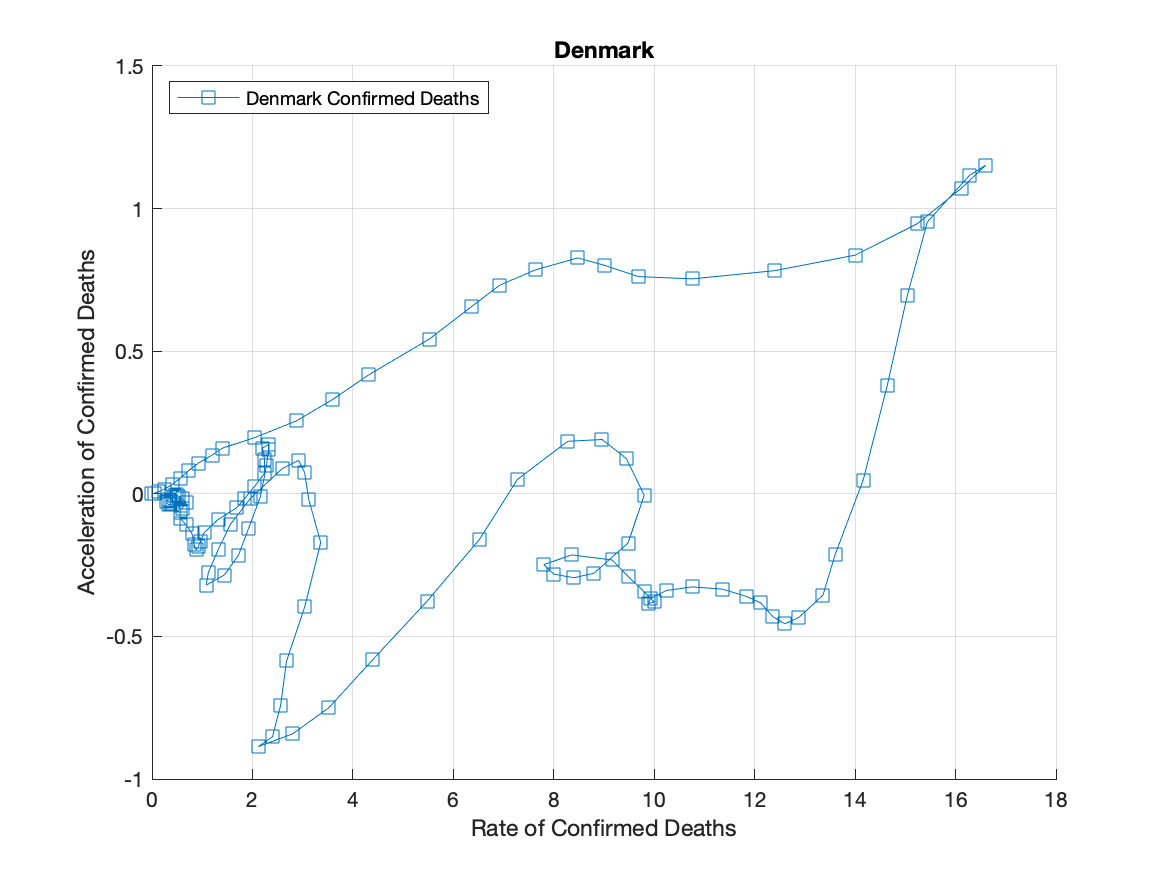 Denmark
Denmark Confirmed Deaths
1.5
1
0.5
0
-0.5
-1
Acceleration of Confirmed Deaths
0 2 4 6 8 10 12 14 16 18
Rate of Confirmed Deaths